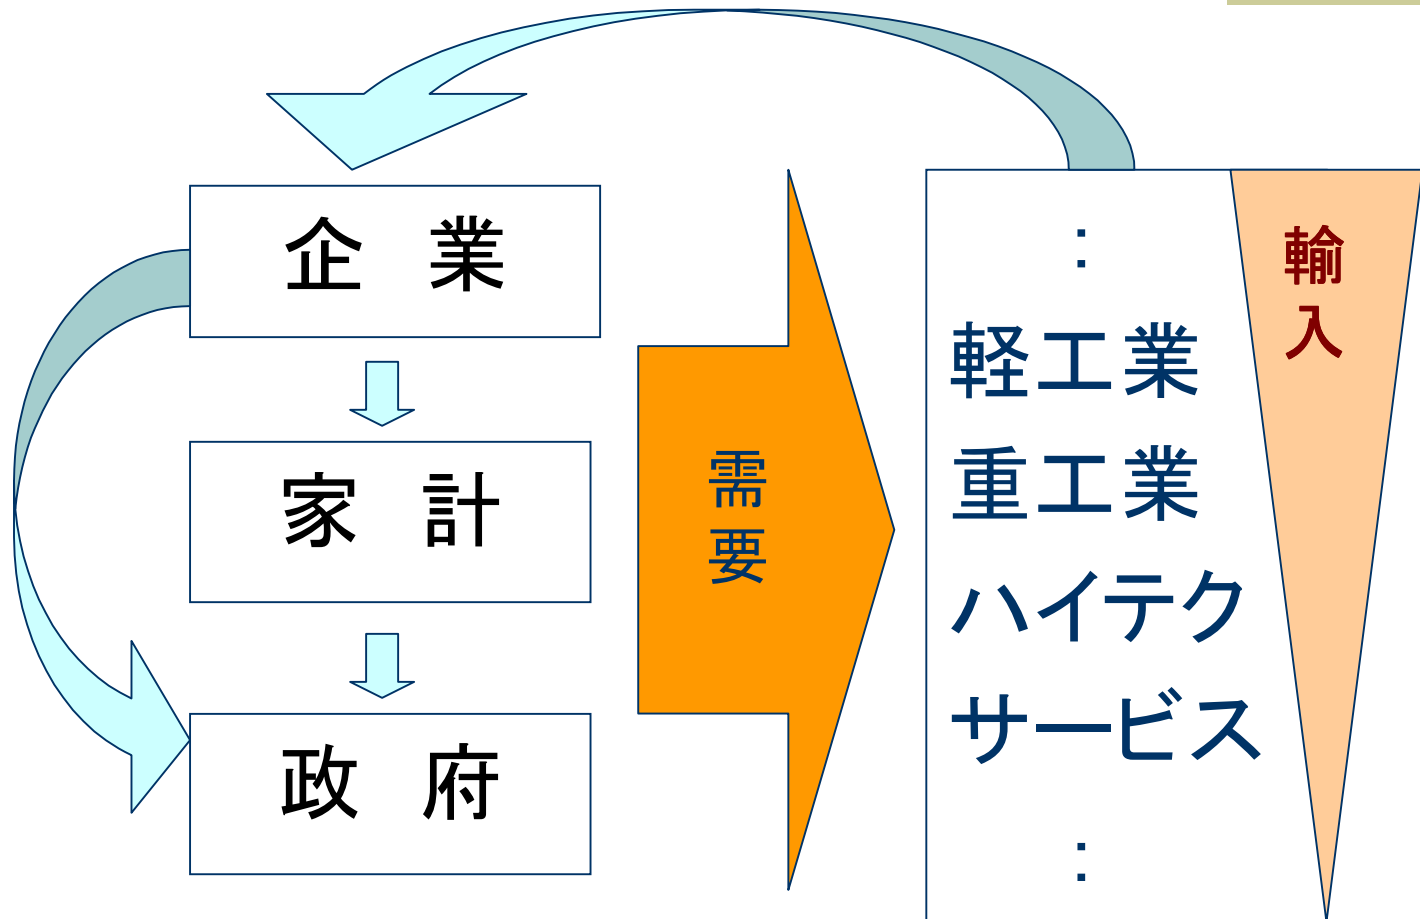 企 業
家 計
政 府
需要
:
軽工業
重工業
ハイテク
サービス
:
輸入